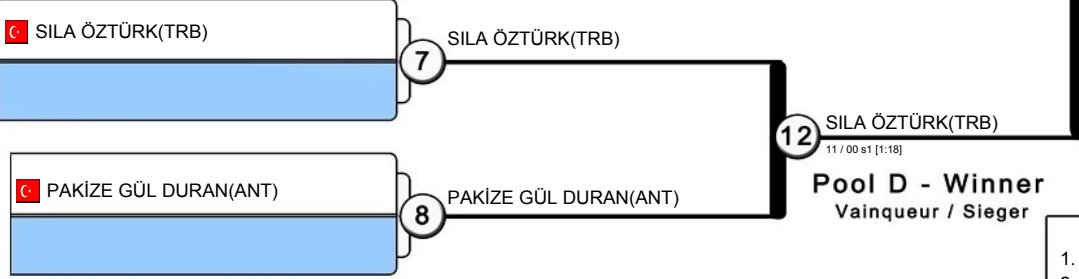 SILA ÖZTÜRK(TRB)
7
SILA ÖZTÜRK(TRB)
12
SILA ÖZTÜRK(TRB)
11 / 00 s1 [1:18]
PAKİZE GÜL DURAN(ANT)
8
PAKİZE GÜL DURAN(ANT)
Pool D - Winner
Vainqueur / Sieger
1.